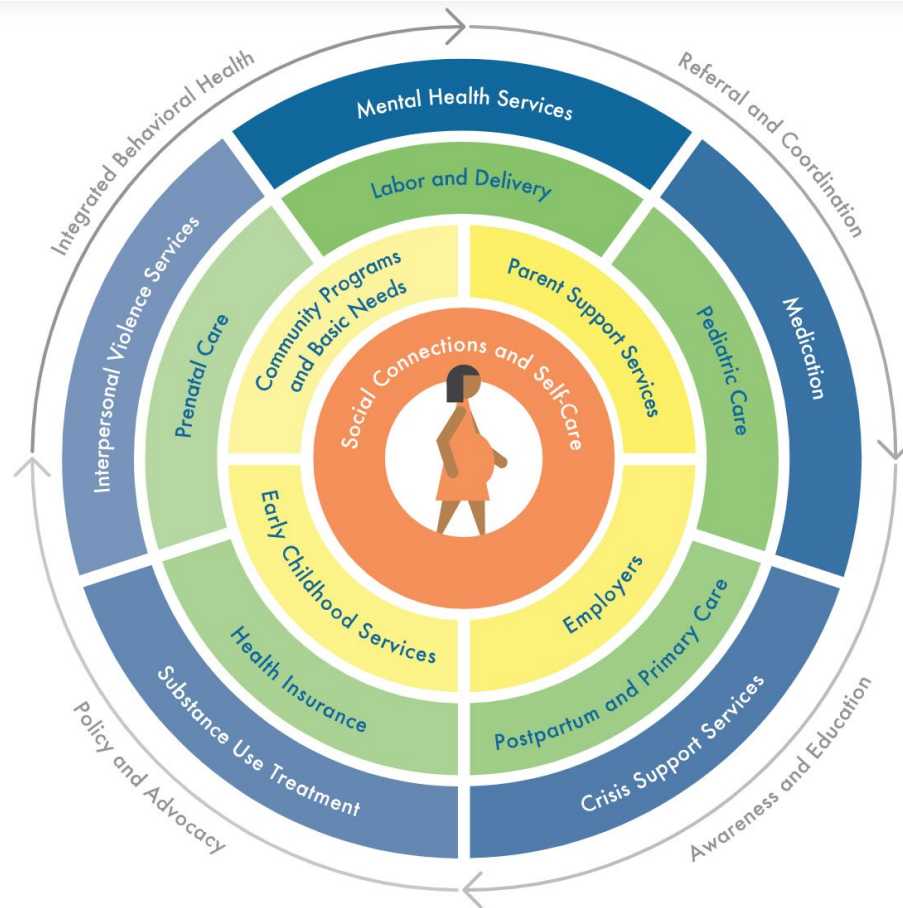 Integrated Behavioral Health
Referral and Coordination
Awareness and Education
Policy and Advocacy
Mental Health Services
Medication
Crisis Support Services
Substance Use Treatment
Interpersonal Violence Services
Labor and Delivery
Pediatric Care
Postpartum and Primary Care
Health Insurance
Prenatal Care
Community Programs
and Basic Needs
Parent Support Services
Employers
Early Childhood Services
Social Connections and Self-Care